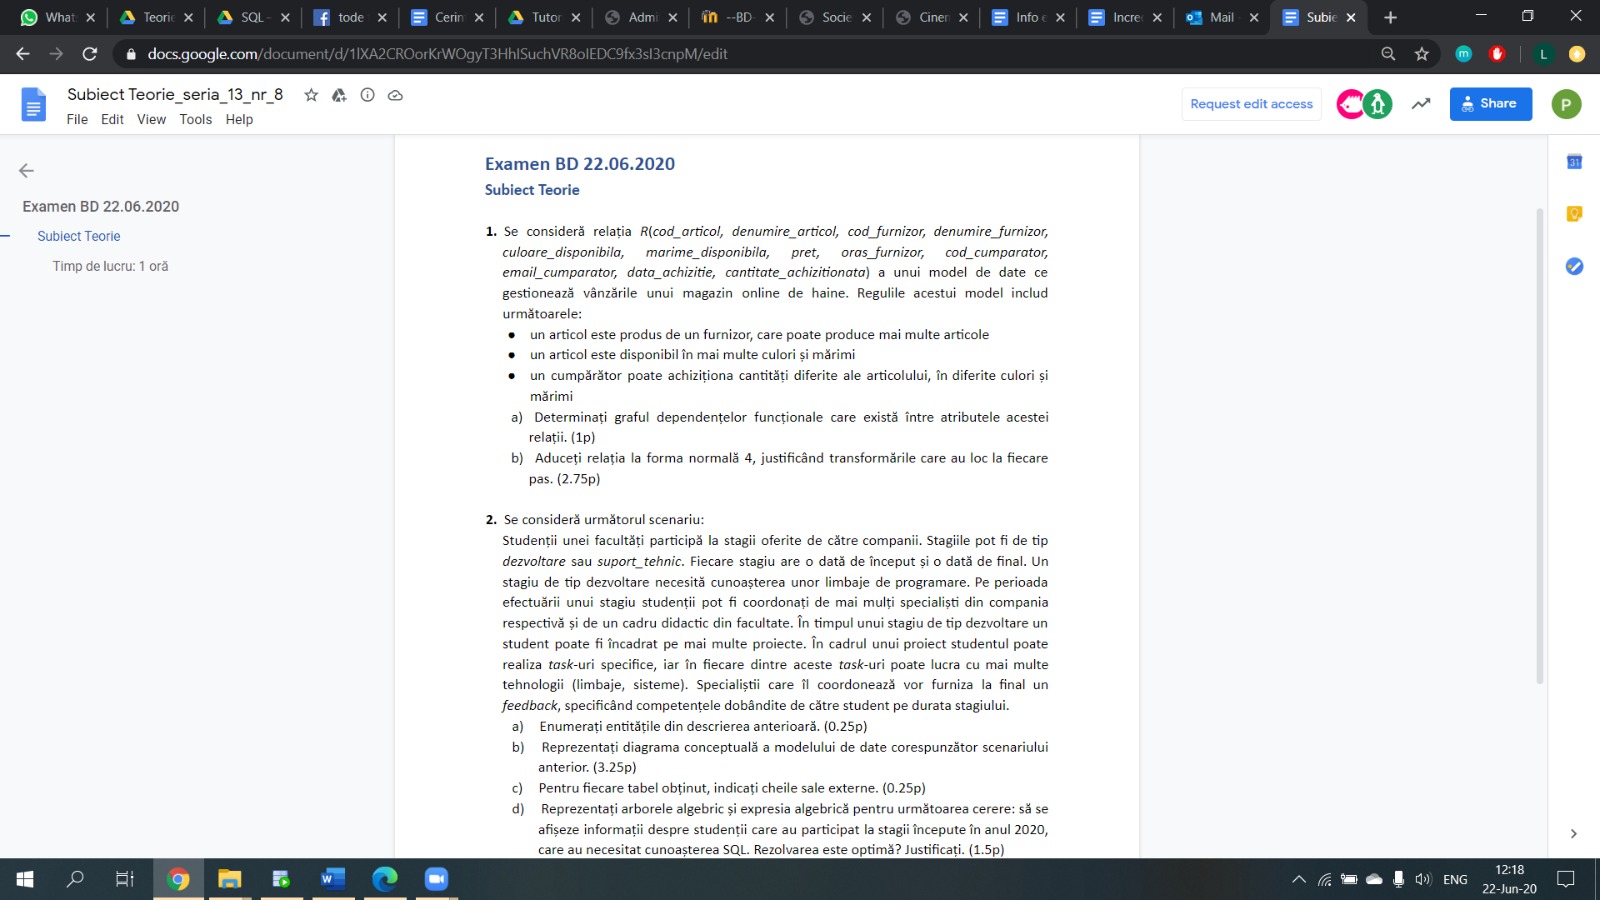 What:
Teorie
SQL -
tode
Cerin
Tutor
Admi
--BD-
Socie
Cinem
Info e
Incre
Mail
Subie
docs.google.com/document/d/1lXA2CROorKrWOgyT3HhlSuchVR8olEDC9fx3sI3cnpM/edit
L
Subiect Teorie_seria_13_nr_8
File Edit View Tools Help
Request edit access
Share
P
31
Examen BD 22.06.2020
Subiect Teorie
Timp de lucru: 1 oră
Examen BD 22.06.2020
Subiect Teorie
1. Se consideră relația R(cod_articol, denumire_articol, cod_furnizor, denumire_furnizor,
culoare_disponibila, marime_disponibila, pret, oras_furnizor, cod_cumparator,
email_cumparator, data_achizitie, cantitate_achizitionata) a unui model de date ce
gestionează vânzările unui magazin online de haine. Regulile acestui model includ
următoarele:
● un articol este produs de un furnizor, care poate produce mai multe articole
● un articol este disponibil în mai multe culori și mărimi
● un cumpărător poate achiziționa cantități diferite ale articolului, în diferite culori și
mărimi
a) Determinați graful dependențelor funcționale care există între atributele acestei
relații. (1p)
b) Aduceți relația la forma normală 4, justificând transformările care au loc la fiecare
pas. (2.75p)
2. Se consideră următorul scenariu:
Studenții unei facultăți participă la stagii oferite de către companii. Stagiile pot fi de tip
dezvoltare sau suport_tehnic. Fiecare stagiu are o dată de început și o dată de final. Un
stagiu de tip dezvoltare necesită cunoașterea unor limbaje de programare. Pe perioada
efectuării unui stagiu studenții pot fi coordonați de mai mulți specialiști din compania
respectivă și de un cadru didactic din facultate. În timpul unui stagiu de tip dezvoltare un
student poate fi încadrat pe mai multe proiecte. În cadrul unui proiect studentul poate
realiza task-uri specifice, iar în fiecare dintre aceste task-uri poate lucra cu mai multe
tehnologii (limbaje, sisteme). Specialiștii care îl coordonează vor furniza la final un
feedback, specificând competențele dobândite de către student pe durata stagiului.
a) Enumerați entitățile din descrierea anterioară. (0.25p)
b) Reprezentați diagrama conceptuală a modelului de date corespunzător scenariului
anterior. (3.25p)
c) Pentru fiecare tabel obținut, indicați cheile sale externe. (0.25p)
d) Reprezentați arborele algebric și expresia algebrică pentru următoarea cerere: să se
afișeze informații despre studenții care au participat la stagii începute în anul 2020,
care au necesitat cunoașterea SQL. Rezolvarea este optimă? Justificați. (1.5p)
ENG
12:18
22-Jun-20